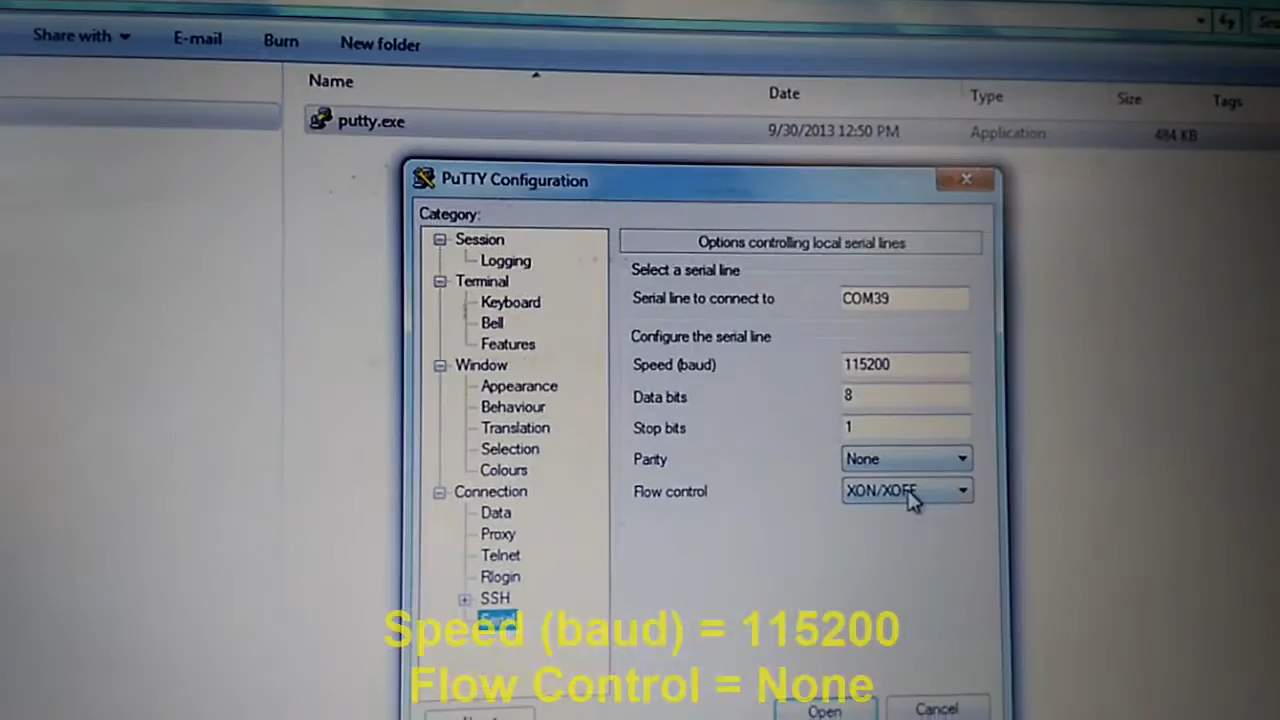 Share with E-mail Burn New folder
Name Date Type Size Tags
putty.exe 9/30/2013 12:50 PM Application 484 KB
PuTTY Configuration
Category:
Session
Logging
Terminal
Keyboard
Bell
Features
Window
Appearance
Behaviour
Translation
Selection
Colours
Connection
Data
Proxy
Telnet
Rlogin
SSH
Serial
Options controlling local serial lines
Select a serial line
Serial line to connect to COM39
Configure the serial line
Speed (baud) 115200
Data bits 8
Stop bits 1
Parity None
Flow control XON/XOFF
Open Cancel
Speed (baud) = 115200
Flow Control = None